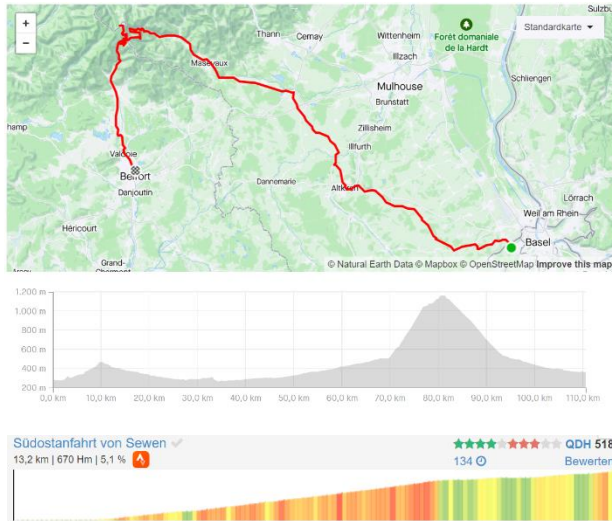 Sulzbu
+
−
Standardkarte
Thann
Cernay
Wittenheim
Forêt domaniale
de la Hardt
Illzach
Masevaux
Mulhouse
Brunstatt
Schliengen
Zillisheim
hamp
Illfurth
Valdoie
Belfort
Danjoutin
Dannemarie
Altkirch
Lörrach
Weil am Rhein
Héricourt
Basel
Grand-
Charmont
© Natural Earth Data © Mapbox © OpenStreetMap Improve this map
1.200 m
1.000 m
800 m
600 m
400 m
200 m
0,0 km 10,0 km 20,0 km 30,0 km 40,0 km 50,0 km 60,0 km 70,0 km 80,0 km 90,0 km 100,0 km 110,0 km
Südostanfahrt von Sewen
QDH 518
13,2 km | 670 Hm | 5,1 %
134
Bewerten